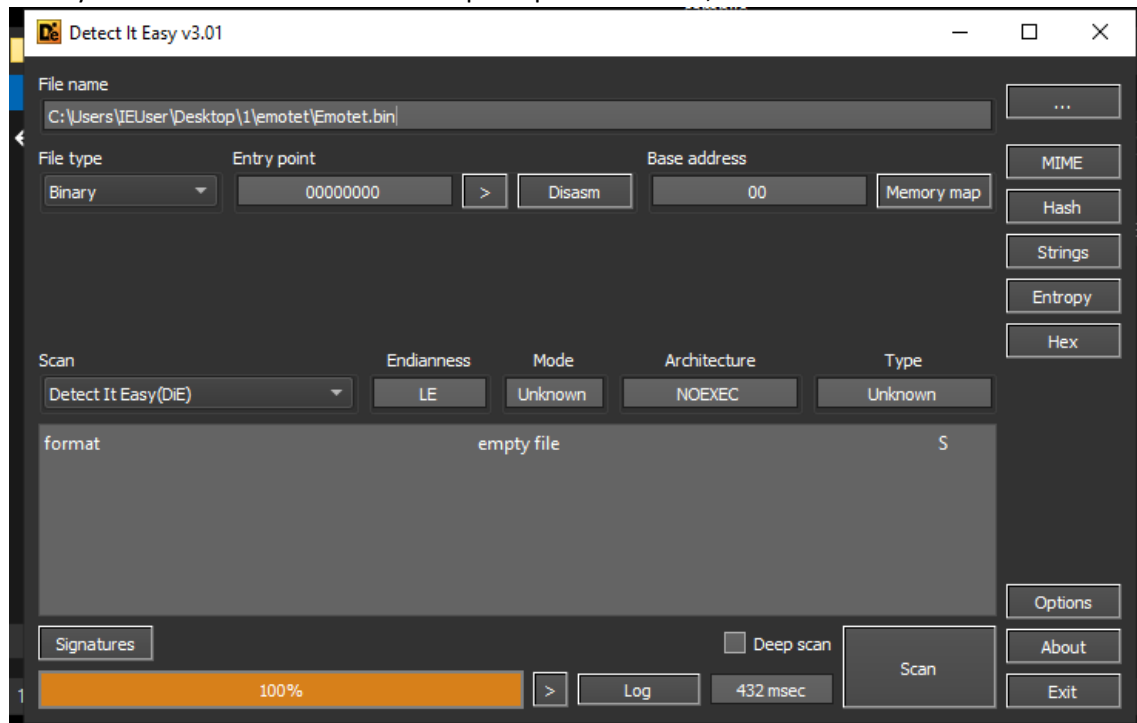 Detect It Easy v3.01
File name
C:\Users\IEUser\Desktop\1\emotet\Emotet.bin
...
File type Entry point Base address
MIME
Binary 00000000 > Disasm 00 Memory map
Hash
Strings
Entropy
Hex
Scan Endianness Mode Architecture Type
Detect It Easy(DiE) LE Unknown NOEXEC Unknown
format empty file S
Options
Signatures Deep scan Scan About
100% > Log 432 msec Exit
1